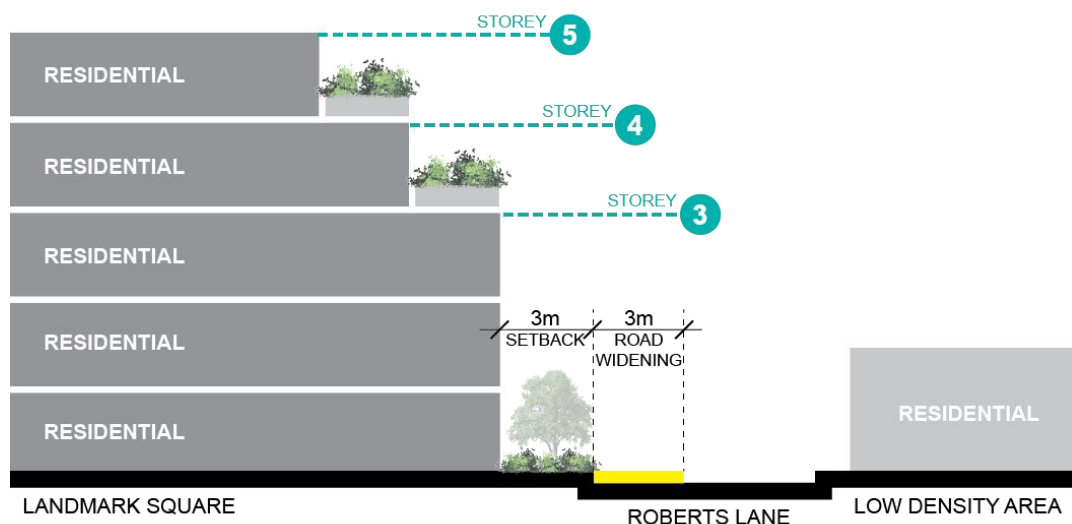 STOREY 5
RESIDENTIAL
STOREY 4
RESIDENTIAL
STOREY 3
RESIDENTIAL
3m 3m
SETBACK ROAD
WIDENING
RESIDENTIAL
RESIDENTIAL
RESIDENTIAL
LANDMARK SQUARE
ROBERTS LANE
LOW DENSITY AREA